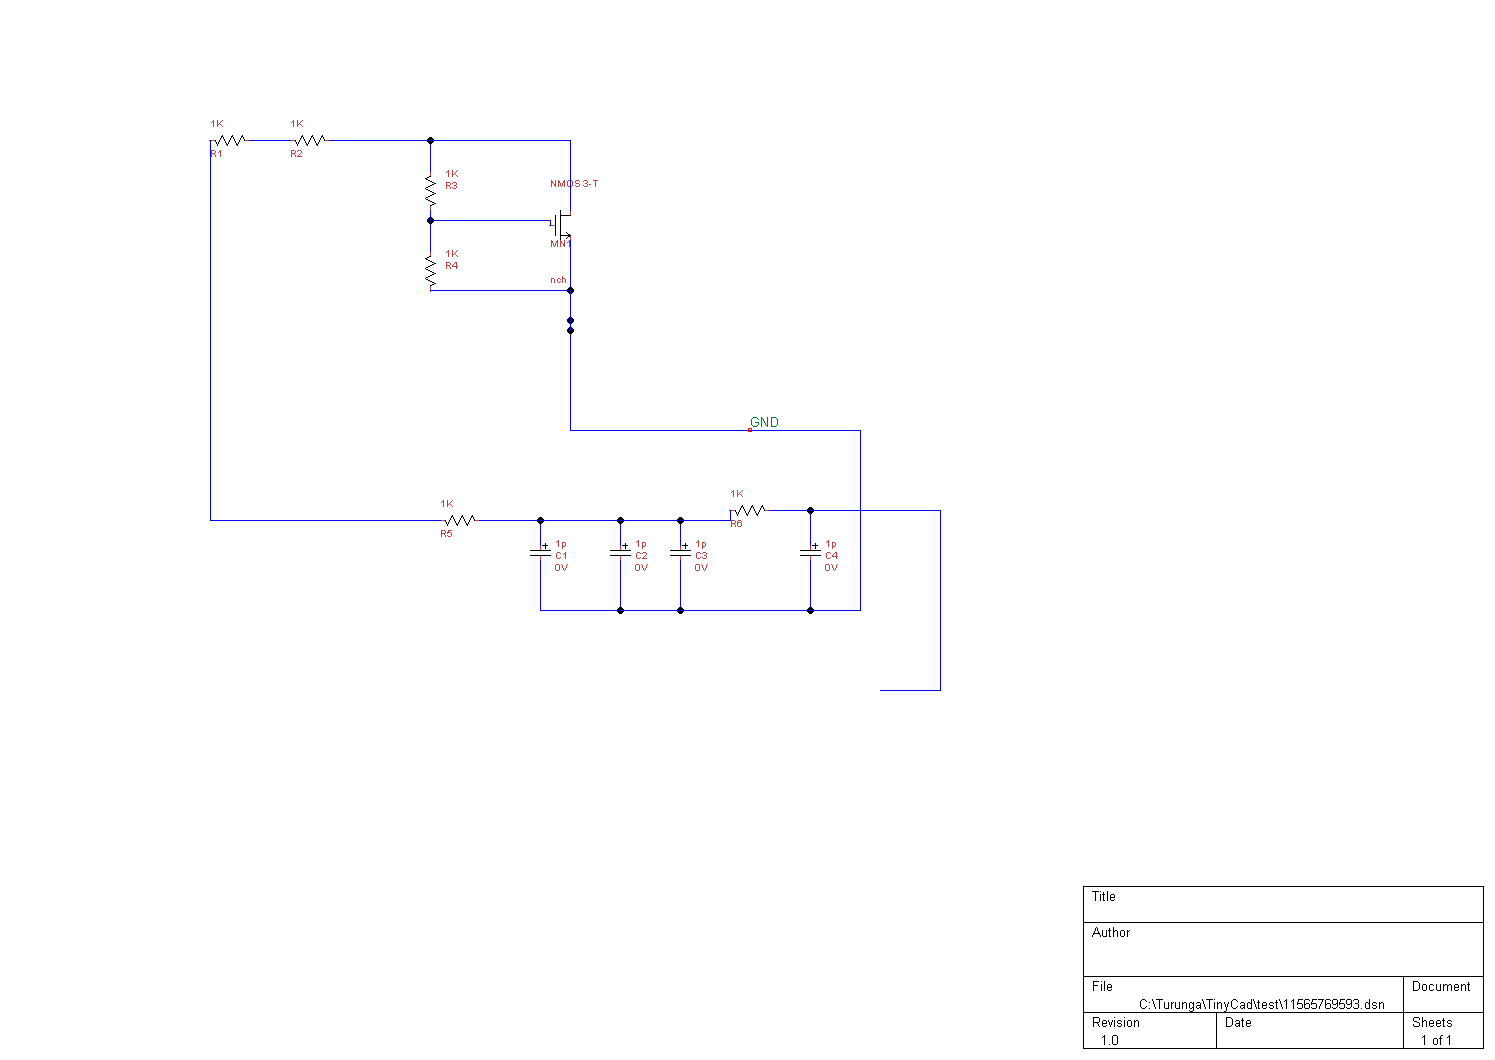 1K
1K
R1
R2
1K
R3
NMOS3-T
MN1
1K
R4
nch
GND
1K
R5
1K
R6
1p
C1
0V
1p
C2
0V
1p
C3
0V
1p
C4
0V
Title
Author
File
Document
C:\Turunga\TinyCad\test\11565769593.dsn
Revision
Date
Sheets
1.0
1 of 1